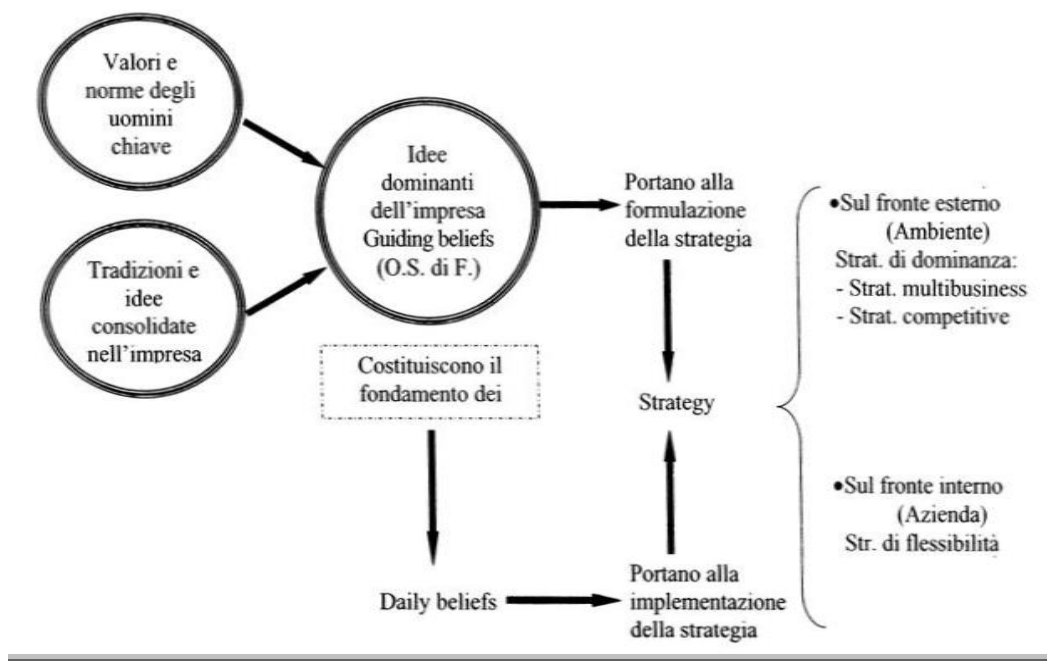 Valori e
norme degli
uomini
chiave
Tradizioni e
idee
consolidate
nell'impresa
Idee
dominanti
dell'impresa
Guiding beliefs
(O.S. di F.)
Costituiscono il
fondamento dei
Daily beliefs
Portano alla
formulazione
della strategia
Strategy
Portano alla
implementazione
della strategia
•Sul fronte esterno
(Ambiente)
Strat. di dominanza:
- Strat. multibusiness
- Strat. competitive
•Sul fronte interno
(Azienda)
Str. di flessibilità